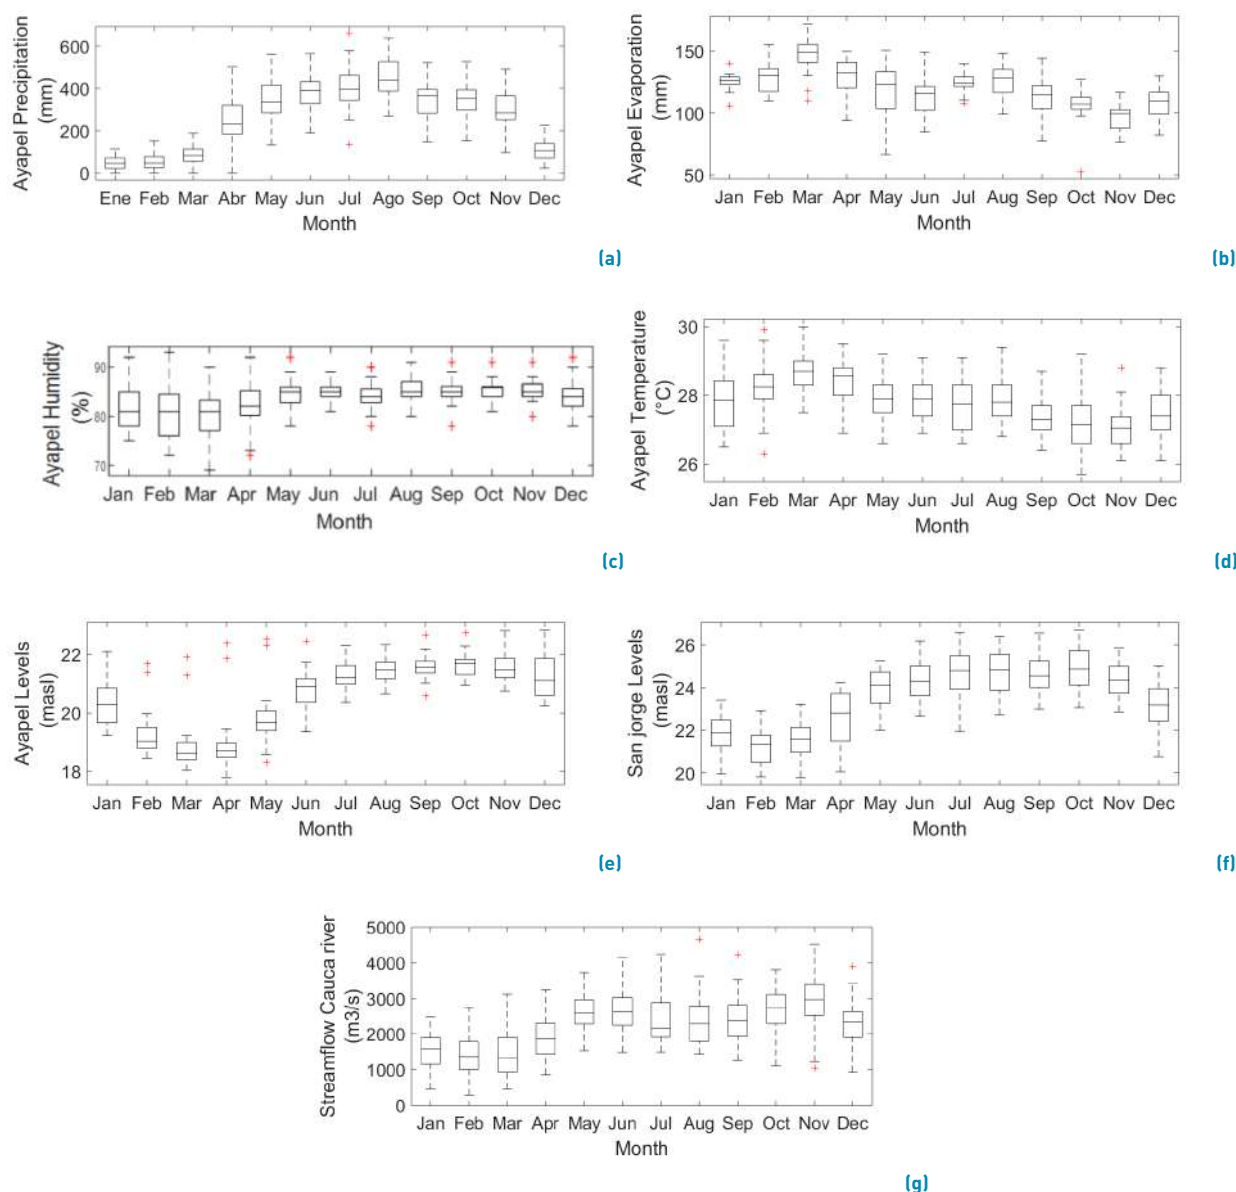 Ayapel Precipitation
(mm)
600
400
200
0
Ene Feb Mar Abr May Jun Jul Ago Sep Oct Nov Dec
Month
(a)
Ayapel Evaporation
(mm)
150
100
50
Jan Feb Mar Apr May Jun Jul Aug Sep Oct Nov Dec
Month
(b)
Ayapel Humidity
(%)
90
80
70
Jan Feb Mar Apr May Jun Jul Aug Sep Oct Nov Dec
Month
(c)
Ayapel Temperature
(°C)
30
28
26
Jan Feb Mar Apr May Jun Jul Aug Sep Oct Nov Dec
Month
(d)
Ayapel Levels
(masl)
22
20
18
Jan Feb Mar Apr May Jun Jul Aug Sep Oct Nov Dec
Month
(e)
San jorge Levels
(masl)
26
24
22
20
Jan Feb Mar Apr May Jun Jul Aug Sep Oct Nov Dec
Month
(f)
Streamflow Cauca river
(m3/s)
5000
4000
3000
2000
1000
0
Jan Feb Mar Apr May Jun Jul Aug Sep Oct Nov Dec
Month
(g)